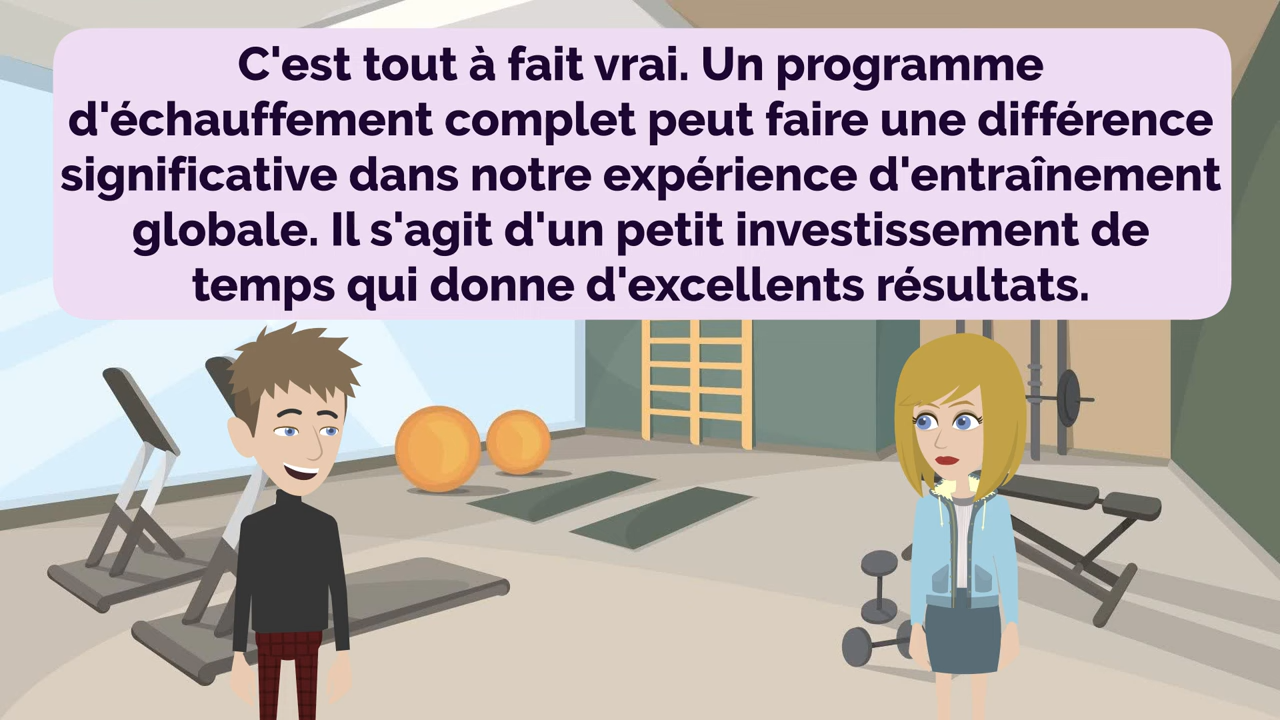 C'est tout à fait vrai. Un programme
d'échauffement complet peut faire une différence
significative dans notre expérience d'entraînement
globale. Il s'agit d'un petit investissement de
temps qui donne d'excellents résultats.